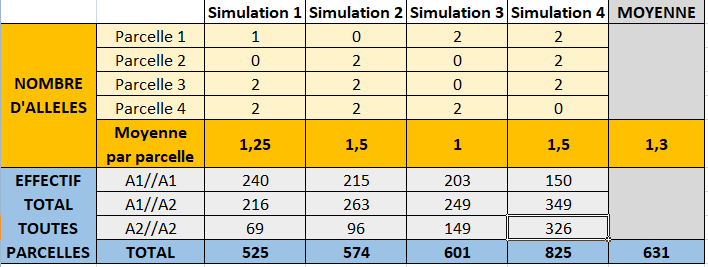 Simulation 1 Simulation 2 Simulation 3 Simulation 4 MOYENNE
NOMBRE D'ALLELES
Parcelle 1 1 0 2 2
Parcelle 2 0 2 0 2
Parcelle 3 2 2 0 2
Parcelle 4 2 2 2 0
Moyenne par parcelle 1,25 1,5 1 1,5 1,3
EFFECTIF A1//A1 240 215 203 150
TOTAL A1//A2 216 263 249 349
TOUTES A2//A2 69 96 149 326
PARCELLES TOTAL 525 574 601 825 631